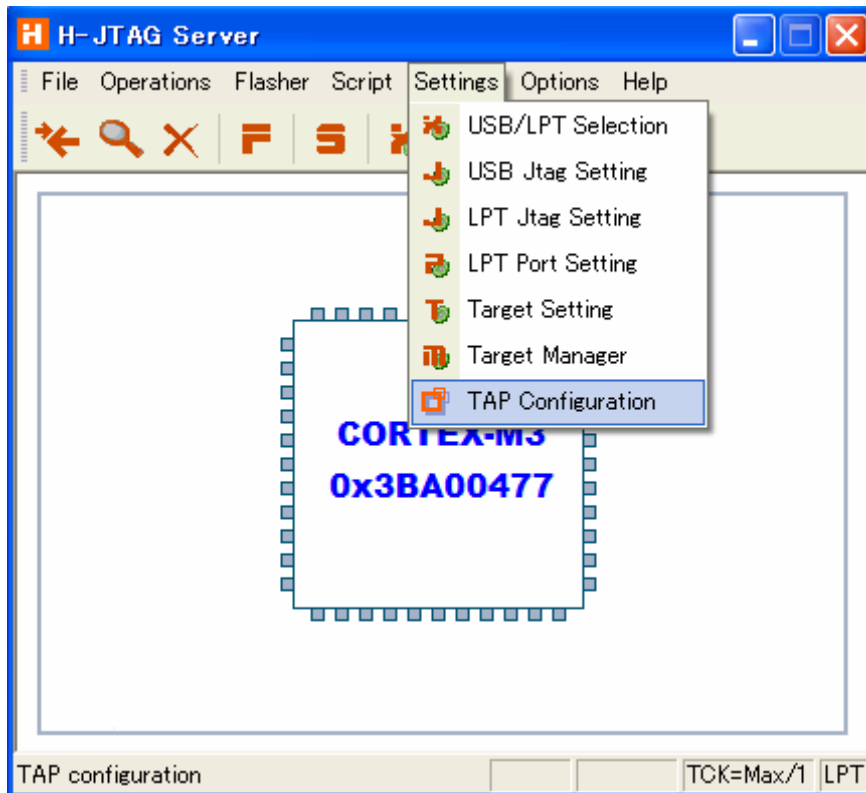 H-JTAG Server
File Operations Flasher Script Settings Options Help
USB/LPT Selection
USB Jtag Setting
LPT Jtag Setting
LPT Port Setting
Target Setting
Target Manager
TAP Configuration
CORTEX-M3
0x3BA00477
TAP configuration TCK=Max/1 LPT